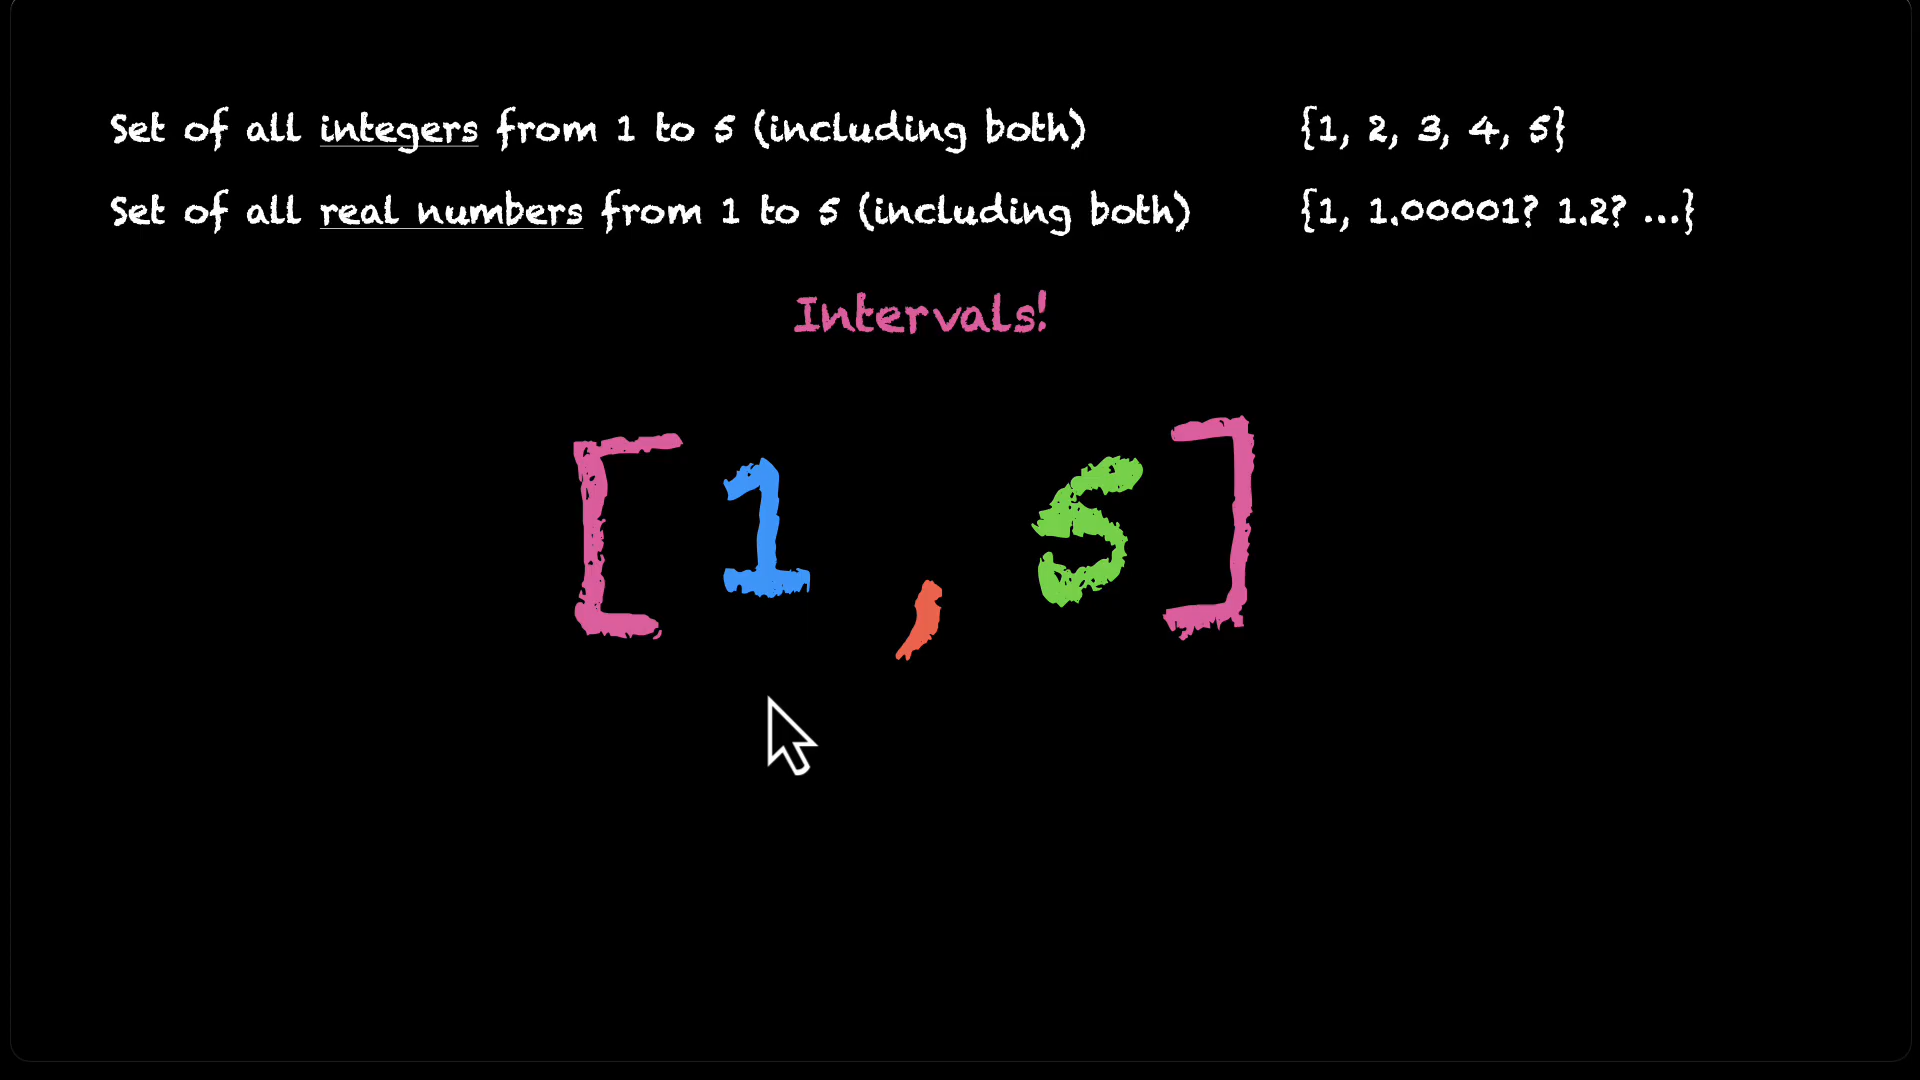 Set of all integers from 1 to 5 (including both) {1, 2, 3, 4, 5}
Set of all real numbers from 1 to 5 (including both) {1, 1.00001? 1.2? ...}
Intervals!
[1, 5]